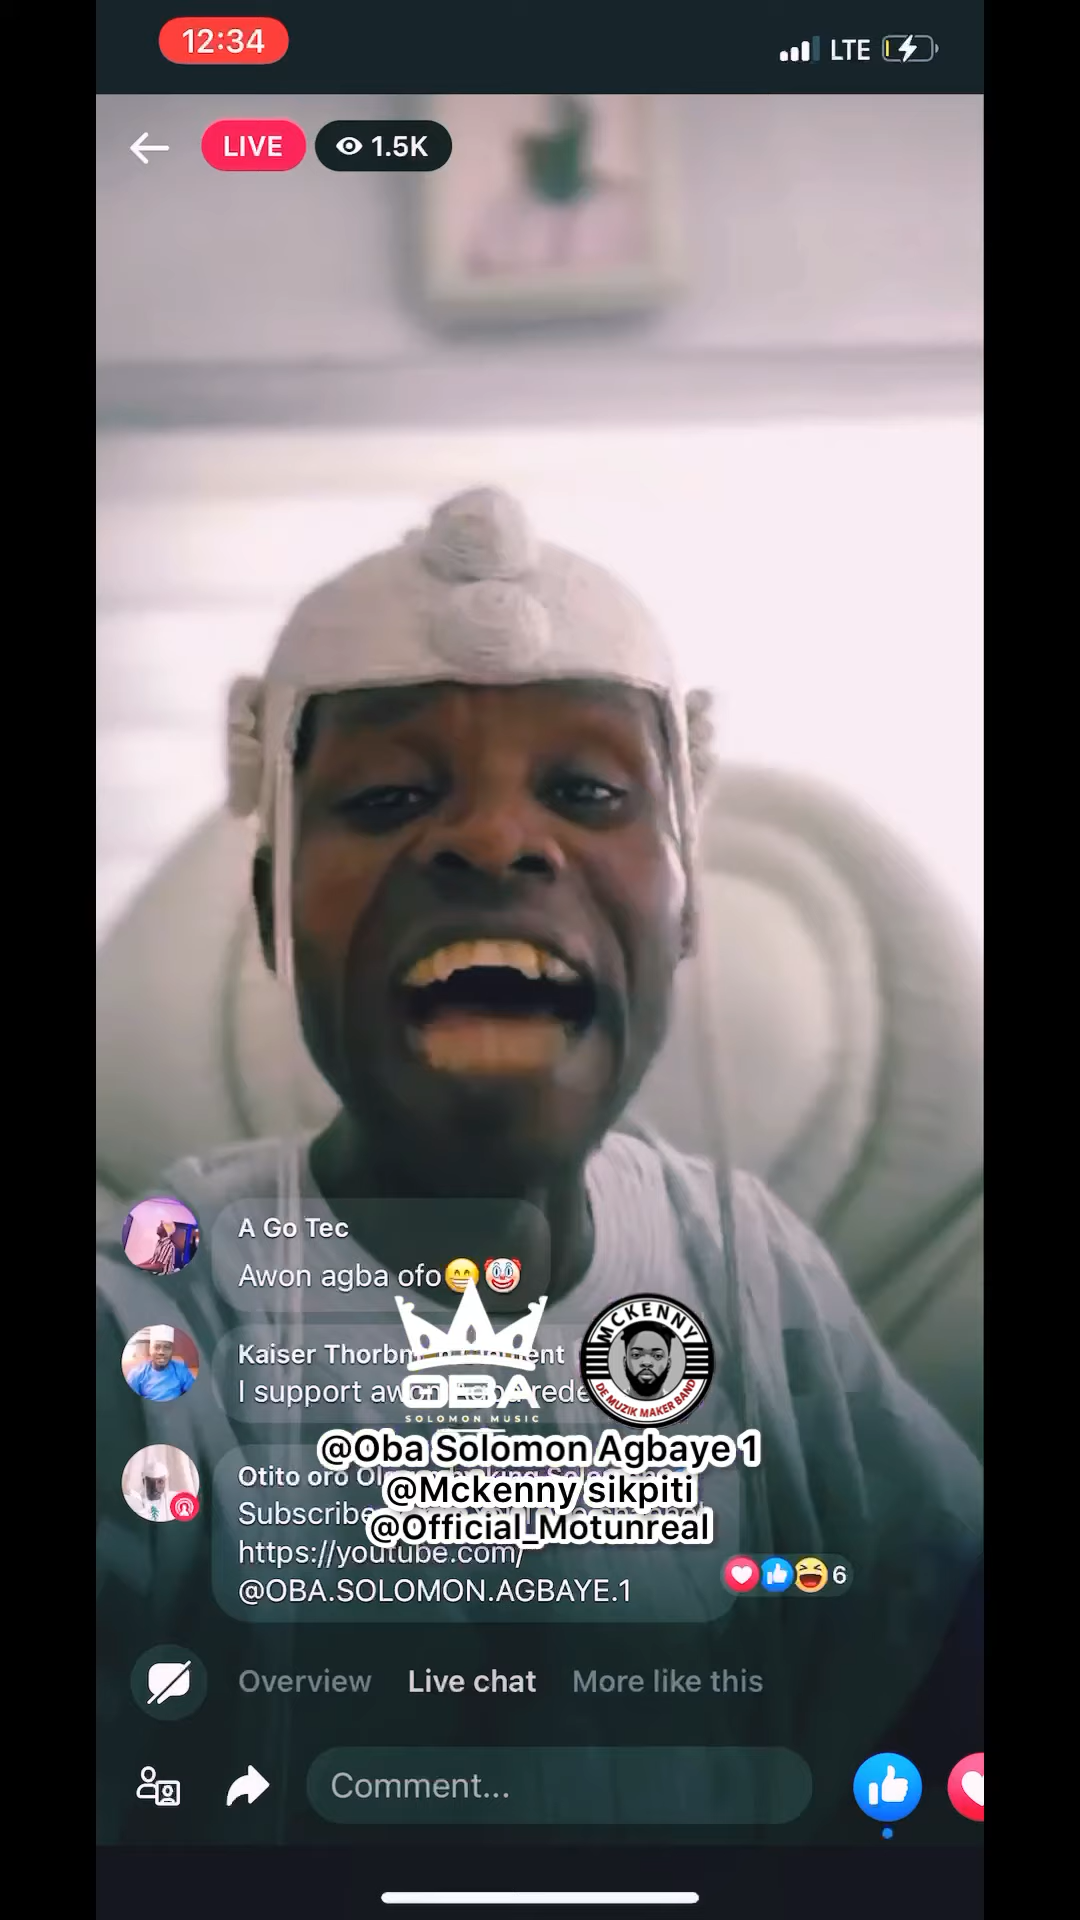 12:34
LTE
LIVE
1.5K
A Go Tec
Awon agba ofo😁🤡
Kaiser Thorbm
I support awon
OBA
SOLOMON MUSIC
MCKENNY
DE MUZIK MAKER BAND
@Oba Solomon Agbaye 1
@Mckenny sikpiti
@Official_Motunreal
Otito oro
Subscribe
https://youtube.com/
@OBA.SOLOMON.AGBAYE.1
6
Overview
Live chat
More like this
Comment...